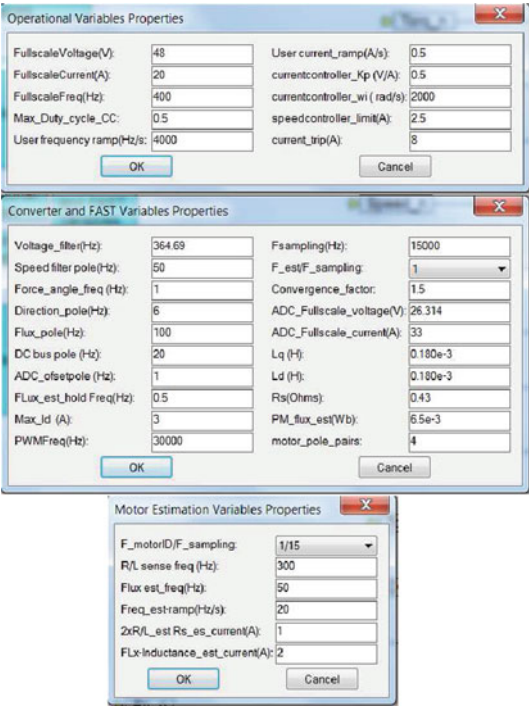 Operational Variables Properties
FullscaleVoltage(V): 48
User current_ramp(A/s): 0.5
FullscaleCurrent(A): 20
currentcontroller_Kp (V/A): 0.5
FullscaleFreq(Hz): 400
currentcontroller_wi ( rad/s): 2000
Max_Duty_cycle_CC: 0.5
speedcontroller_limit(A): 2.5
User frequency ramp(Hz/s: 4000
current_trip(A): 8
OK
Cancel
Converter and FAST Variables Properties
Voltage_filter(Hz): 364.69
Fsampling(Hz): 15000
Speed filter pole(Hz): 50
F_est/F_sampling: 1
Force_angle_freq (Hz): 1
Convergence_factor: 1.5
Direction_pole(Hz): 6
ADC_Fullscale_voltage(V): 26.314
Flux_pole(Hz): 100
ADC_Fullscale_current(A): 33
DC bus pole (Hz): 20
Lq (H): 0.180e-3
ADC_ofsetpole (Hz): 1
Ld (H): 0.180e-3
FLux_est_hold Freq(Hz): 0.5
Rs(Ohms): 0.43
Max_Id (A): 3
PM_flux_est(Wb): 6.5e-3
PWMFreq(Hz): 30000
motor_pole_pairs: 4
OK
Cancel
Motor Estimation Variables Properties
F_motorID/F_sampling: 1/15
R/L sense freq (Hz): 300
Flux est_freq(Hz): 50
Freq_est-ramp(Hz/s): 20
2xR/L_est Rs_es_current(A): 1
FLx-Inductance_est_current(A): 2
OK
Cancel